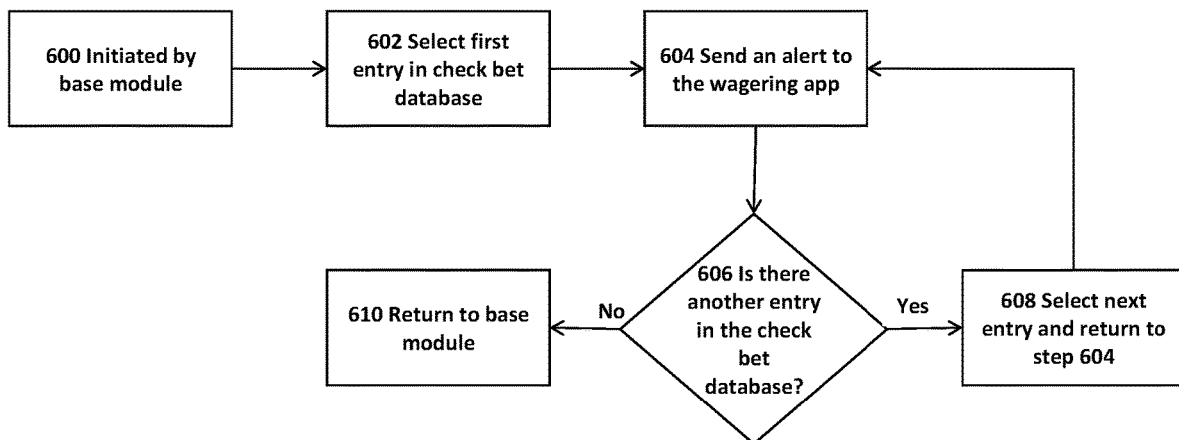 600 Initiated by
base module
602 Select first
entry in check bet
database
604 Send an alert to
the wagering app
606 Is there
another entry
in the check
bet
database?
No
Yes
610 Return to base
module
608 Select next
entry and return to
step 604